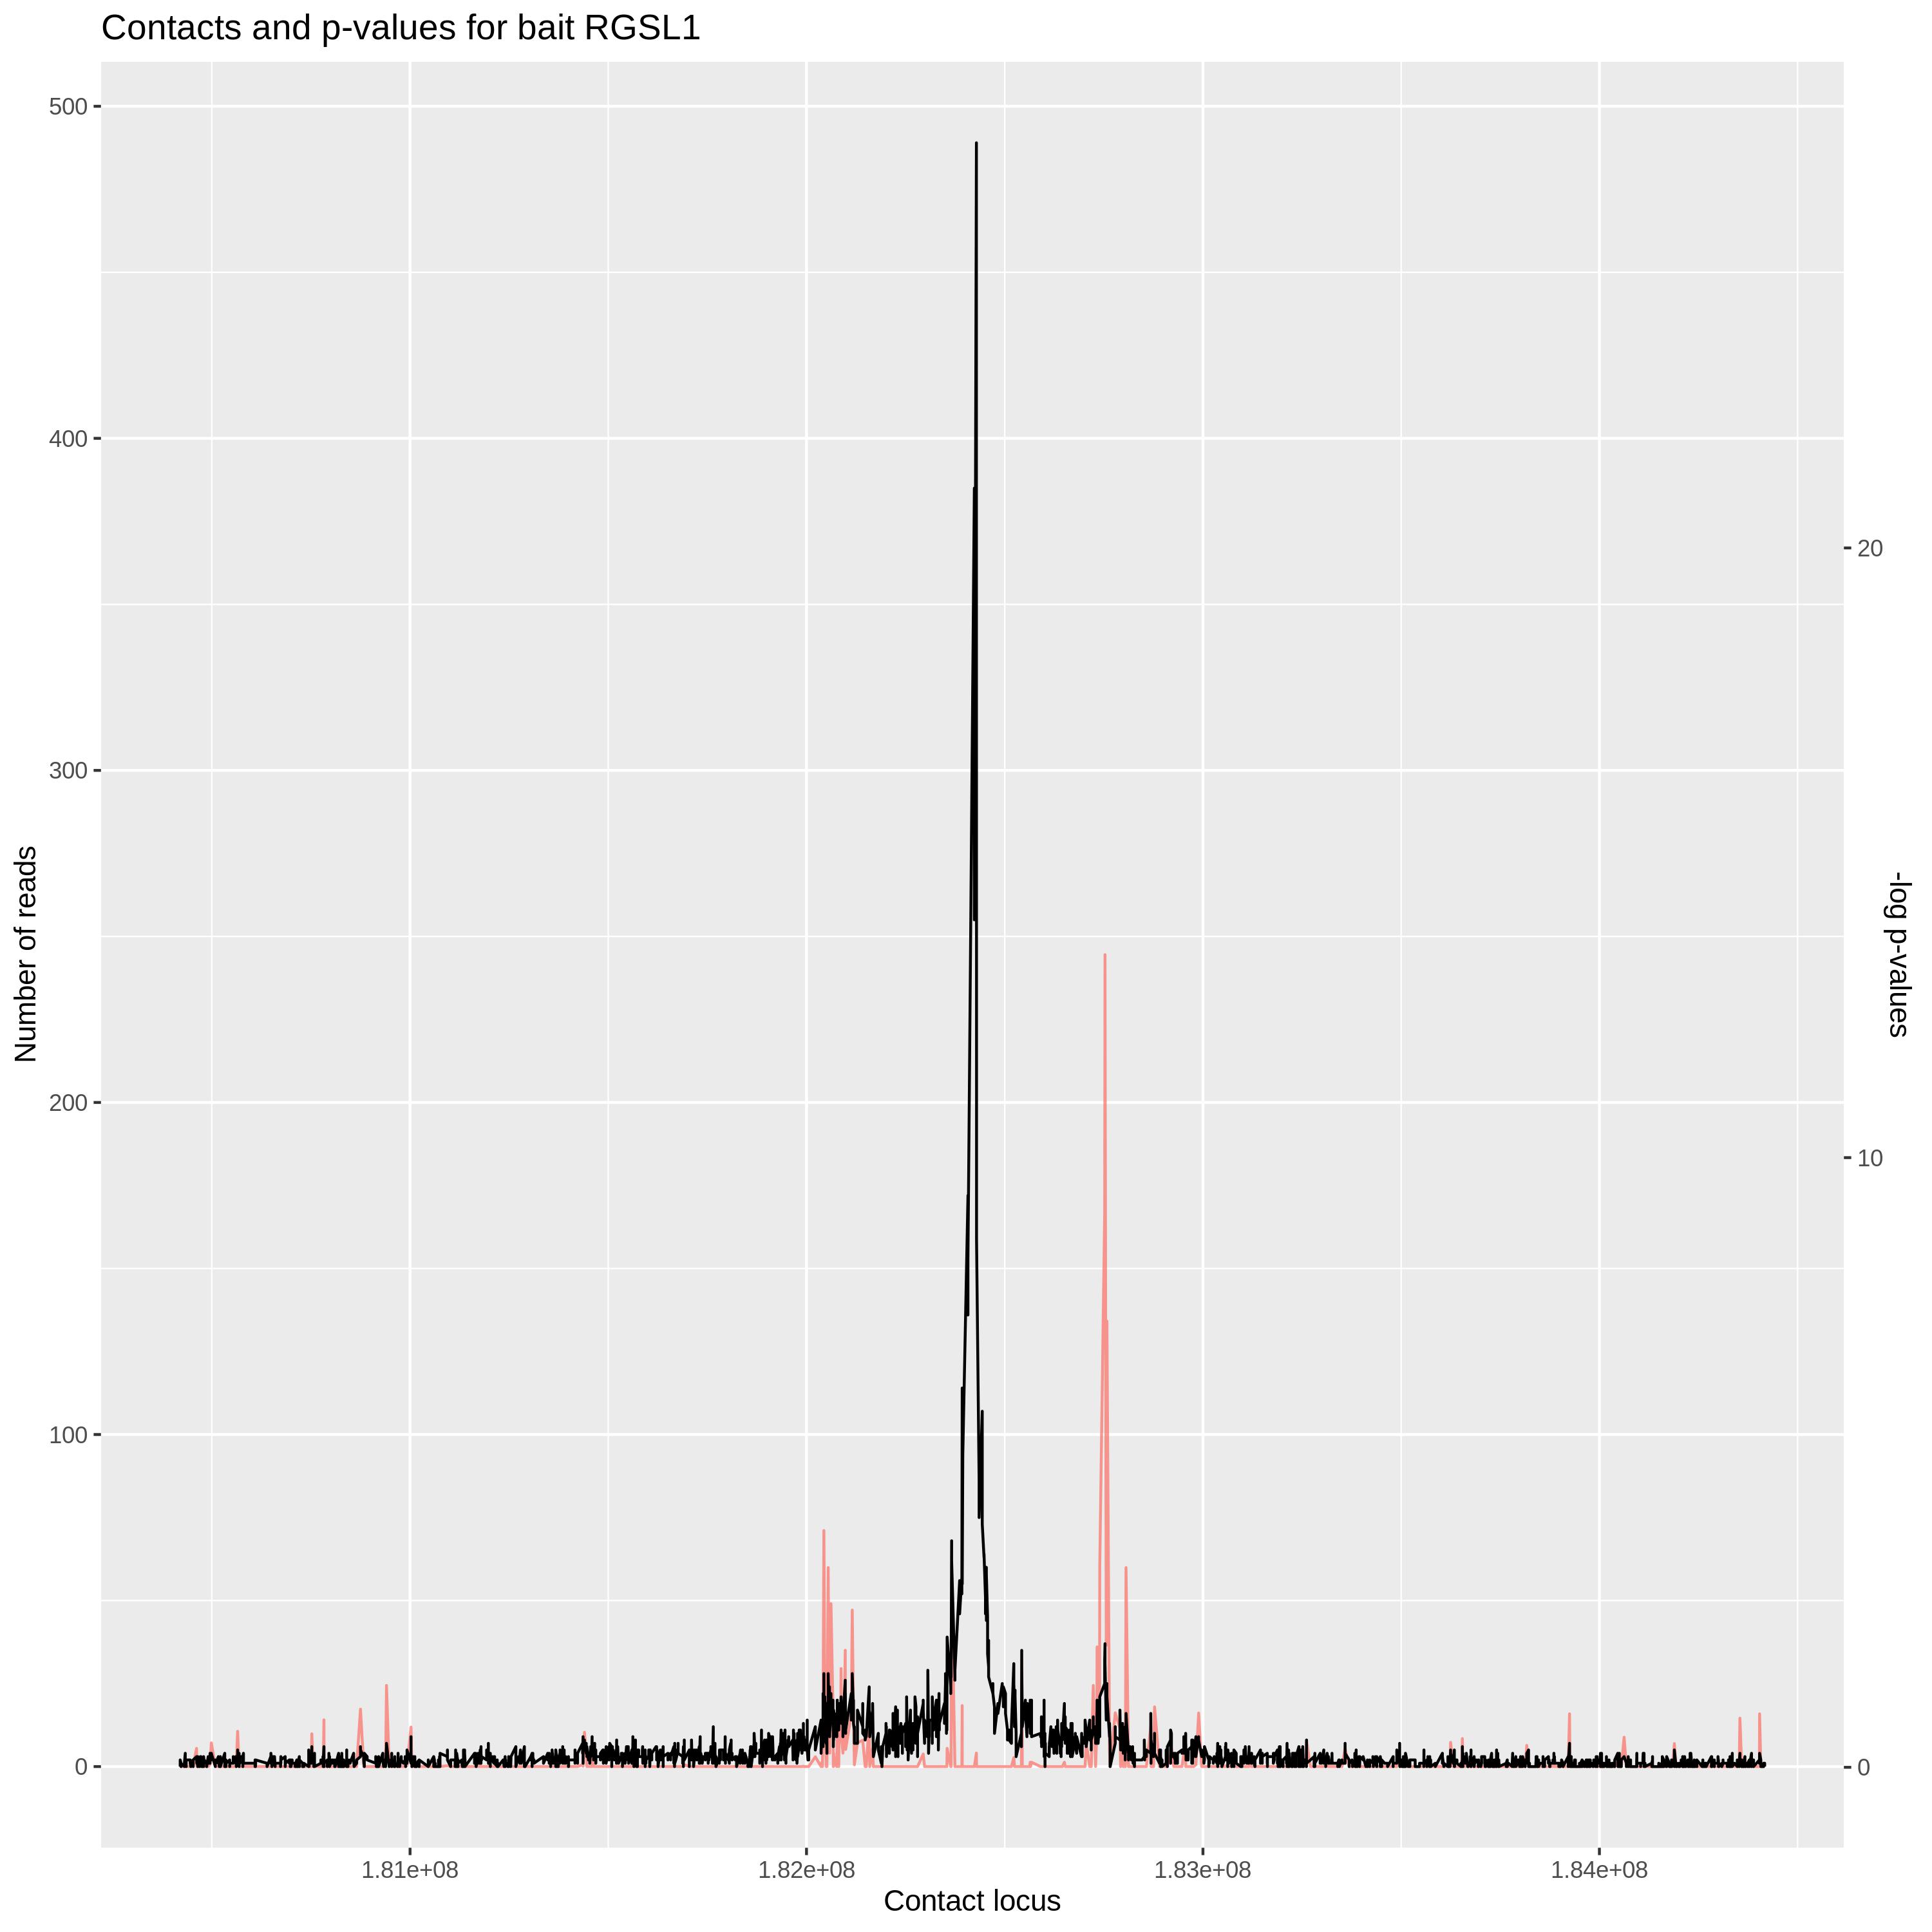 Contacts and p-values for bait RGSL1
500
400
300
200
100
0
Number of reads
20
10
0
-log p-values
1.81e+08
1.82e+08
1.83e+08
1.84e+08
Contact locus